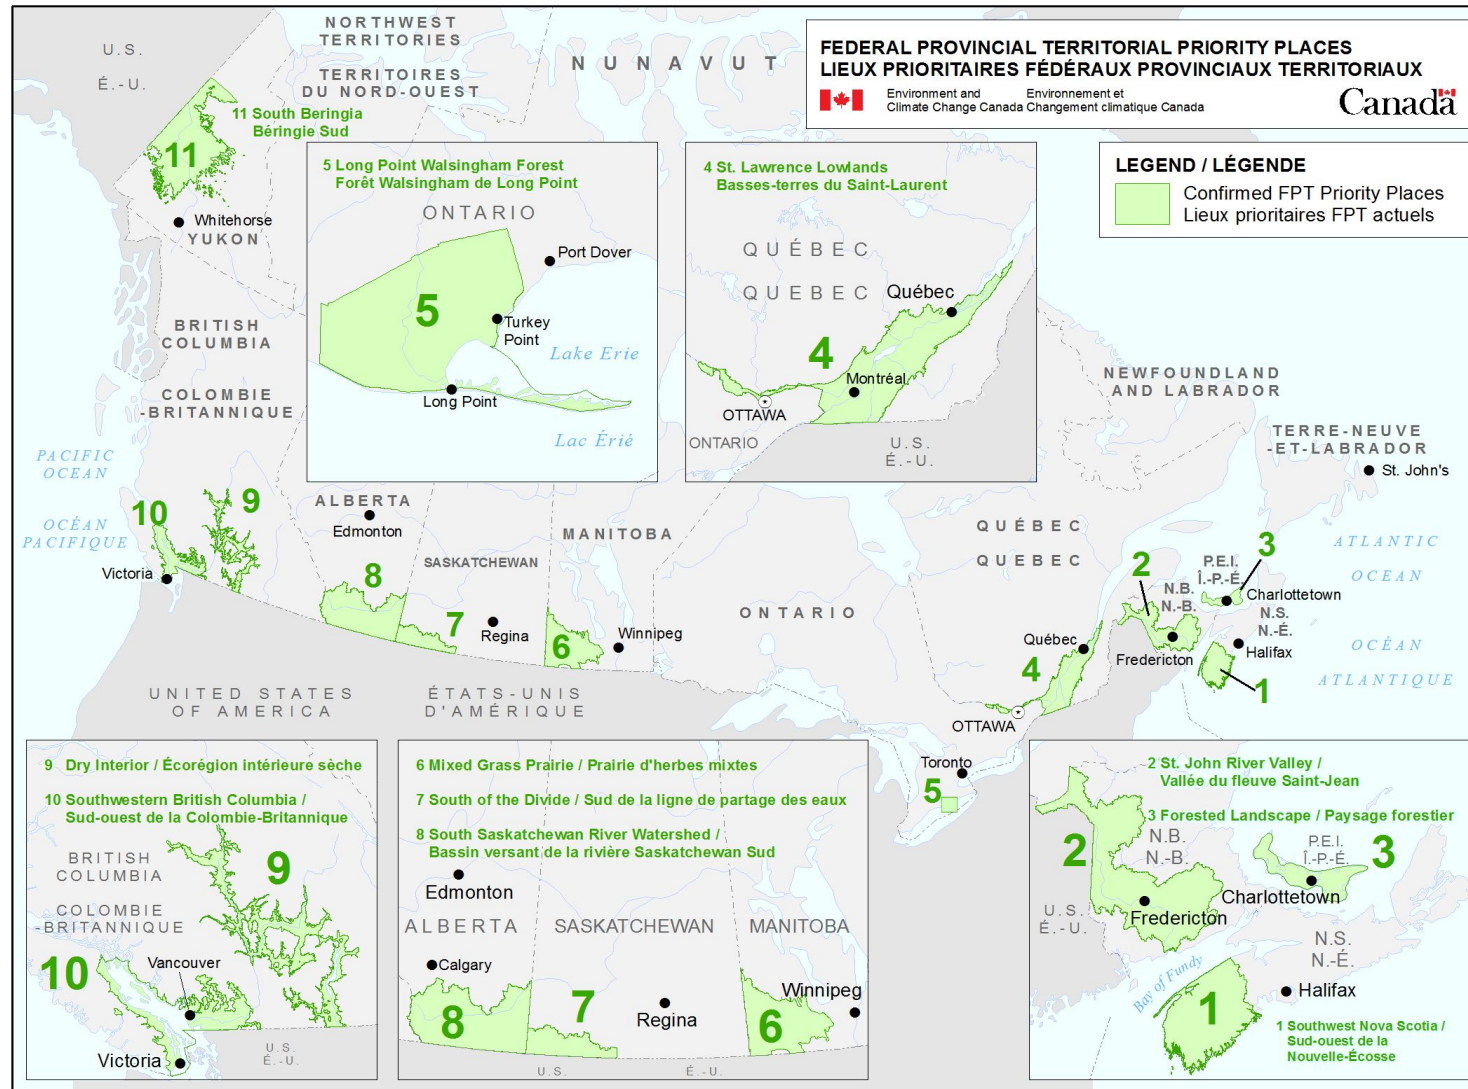 FEDERAL PROVINCIAL TERRITORIAL PRIORITY PLACES
LIEUX PRIORITAIRES FÉDÉRAUX PROVINCIAUX TERRITORIAUX
Environment and
Climate Change Canada
Environnement et
Changement climatique Canada
Canada
LEGEND / LÉGENDE
Confirmed FPT Priority Places
Lieux prioritaires FPT actuels
U.S.
É.-U.
NORTHWEST
TERRITORIES
TERRITOIRES
DU NORD-OUEST
NUNAVUT
11 South Beringia
Béringie Sud
11
Whitehorse
YUKON
BRITISH
COLUMBIA
COLOMBIE
-BRITANNIQUE
PACIFIC
OCEAN
OCÉAN
PACIFIQUE
10
9
Victoria
ALBERTA
Edmonton
8
SASKATCHEWAN
7
Regina
MANITOBA
6
Winnipeg
ONTARIO
UNITED STATES
OF AMERICA
ÉTATS-UNIS
D'AMÉRIQUE
QUÉBEC
QUEBEC
Québec
4
OTTAWA
Toronto
5
NEWFOUNDLAND
AND LABRADOR
TERRE-NEUVE
-ET-LABRADOR
St. John's
ATLANTIC
OCEAN
OCÉAN
ATLANTIQUE
2
3
P.E.I.
Î.-P.-É.
Charlottetown
N.B.
N.-B.
N.S.
N.-É.
Fredericton
Halifax
1
5 Long Point Walsingham Forest
Forêt Walsingham de Long Point
ONTARIO
Port Dover
5
Turkey
Point
Lake Erie
Long Point
Lac Érié
4 St. Lawrence Lowlands
Basses-terres du Saint-Laurent
QUÉBEC
QUEBEC
Québec
4
Montréal
OTTAWA
ONTARIO
U.S.
É.-U.
9 Dry Interior / Écorégion intérieure sèche
10 Southwestern British Columbia /
Sud-ouest de la Colombie-Britannique
BRITISH
COLUMBIA
9
COLOMBIE
-BRITANNIQUE
10
Vancouver
Victoria
U.S.
É.-U.
6 Mixed Grass Prairie / Prairie d'herbes mixtes
7 South of the Divide / Sud de la ligne de partage des eaux
8 South Saskatchewan River Watershed /
Bassin versant de la rivière Saskatchewan Sud
Edmonton
ALBERTA
SASKATCHEWAN
MANITOBA
Calgary
8
7
Regina
6
Winnipeg
U.S.
É.-U.
2 St. John River Valley /
Vallée du fleuve Saint-Jean
3 Forested Landscape / Paysage forestier
2
N.B.
N.-B.
P.E.I.
Î.-P.-É.
3
Charlottetown
Fredericton
U.S.
É.-U.
N.S.
N.-É.
Bay of Fundy
Halifax
1
1 Southwest Nova Scotia /
Sud-ouest de la
Nouvelle-Écosse